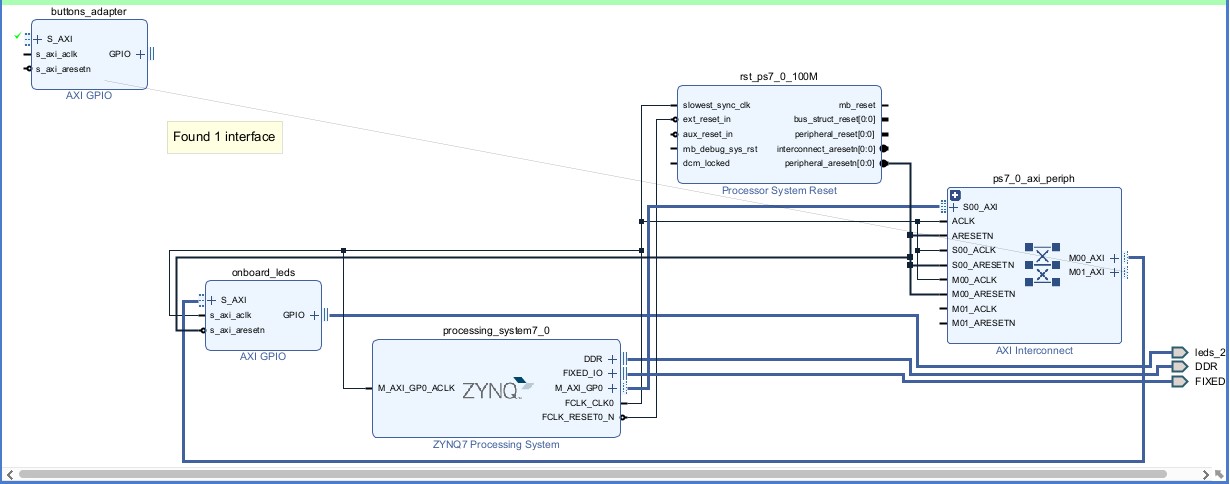 buttons_adapter
S_AXI
s_axi_aclk
s_axi_aresetn
GPIO
AXI GPIO
Found 1 interface
rst_ps7_0_100M
slowest_sync_clk
ext_reset_in
aux_reset_in
mb_debug_sys_rst
dcm_locked
mb_reset
bus_struct_reset[0:0]
peripheral_reset[0:0]
interconnect_aresetn[0:0]
peripheral_aresetn[0:0]
Processor System Reset
ps7_0_axi_periph
S00_AXI
ACLK
ARESETN
S00_ACLK
S00_ARESETN
M00_ACLK
M00_ARESETN
M01_ACLK
M01_ARESETN
M00_AXI
M01_AXI
AXI Interconnect
onboard_leds
S_AXI
s_axi_aclk
s_axi_aresetn
GPIO
AXI GPIO
processing_system7_0
M_AXI_GP0_ACLK
ZYNQ
DDR
FIXED_IO
M_AXI_GP0
FCLK_CLK0
FCLK_RESET0_N
ZYNQ7 Processing System
leds_2
DDR
FIXED